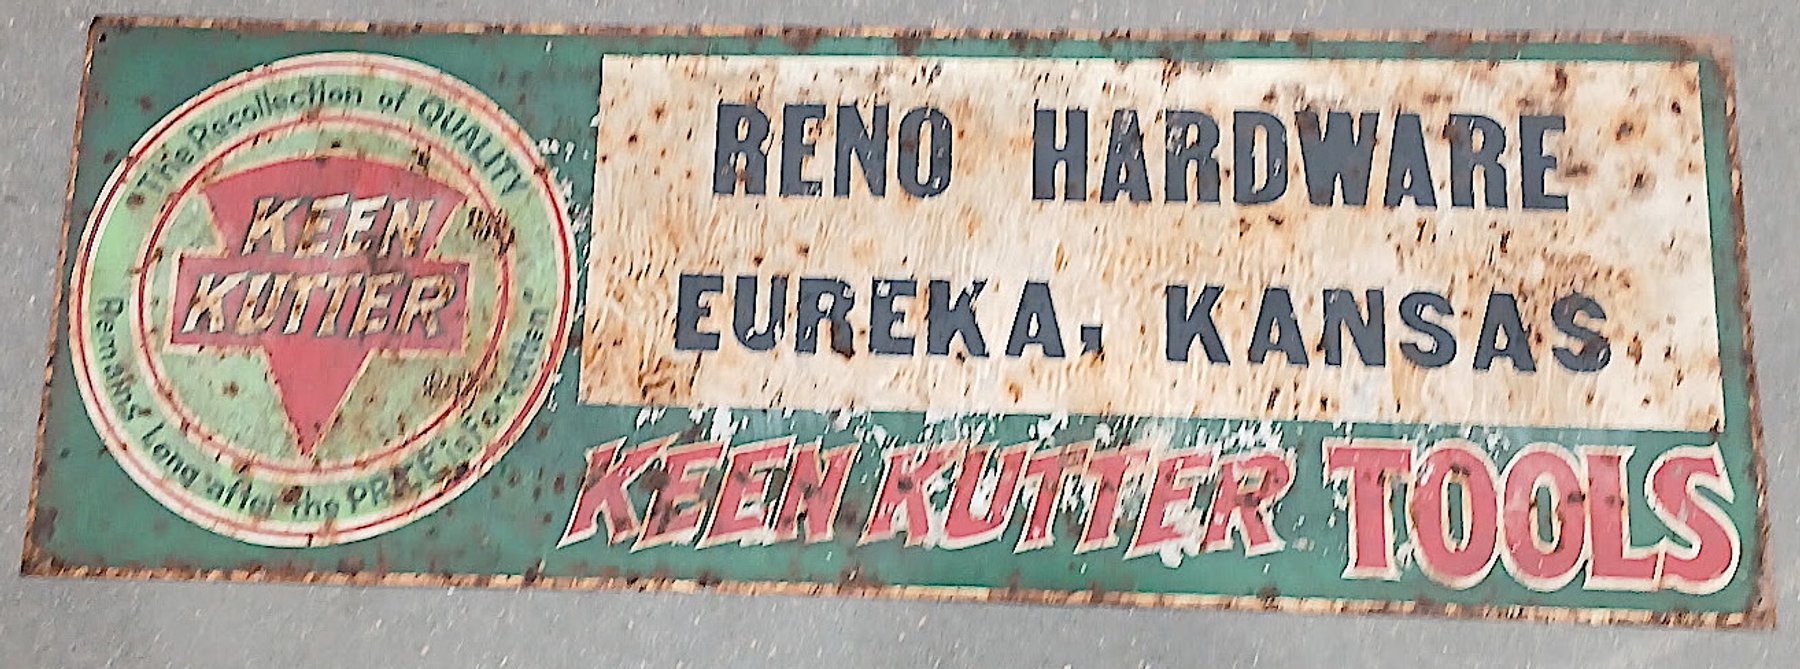 The Recollection of QUALITY
KEEN
KUTTER
Remains Long after the PRICE is Forgotten
RENO HARDWARE
EUREKA, KANSAS
KEEN KUTTER TOOLS